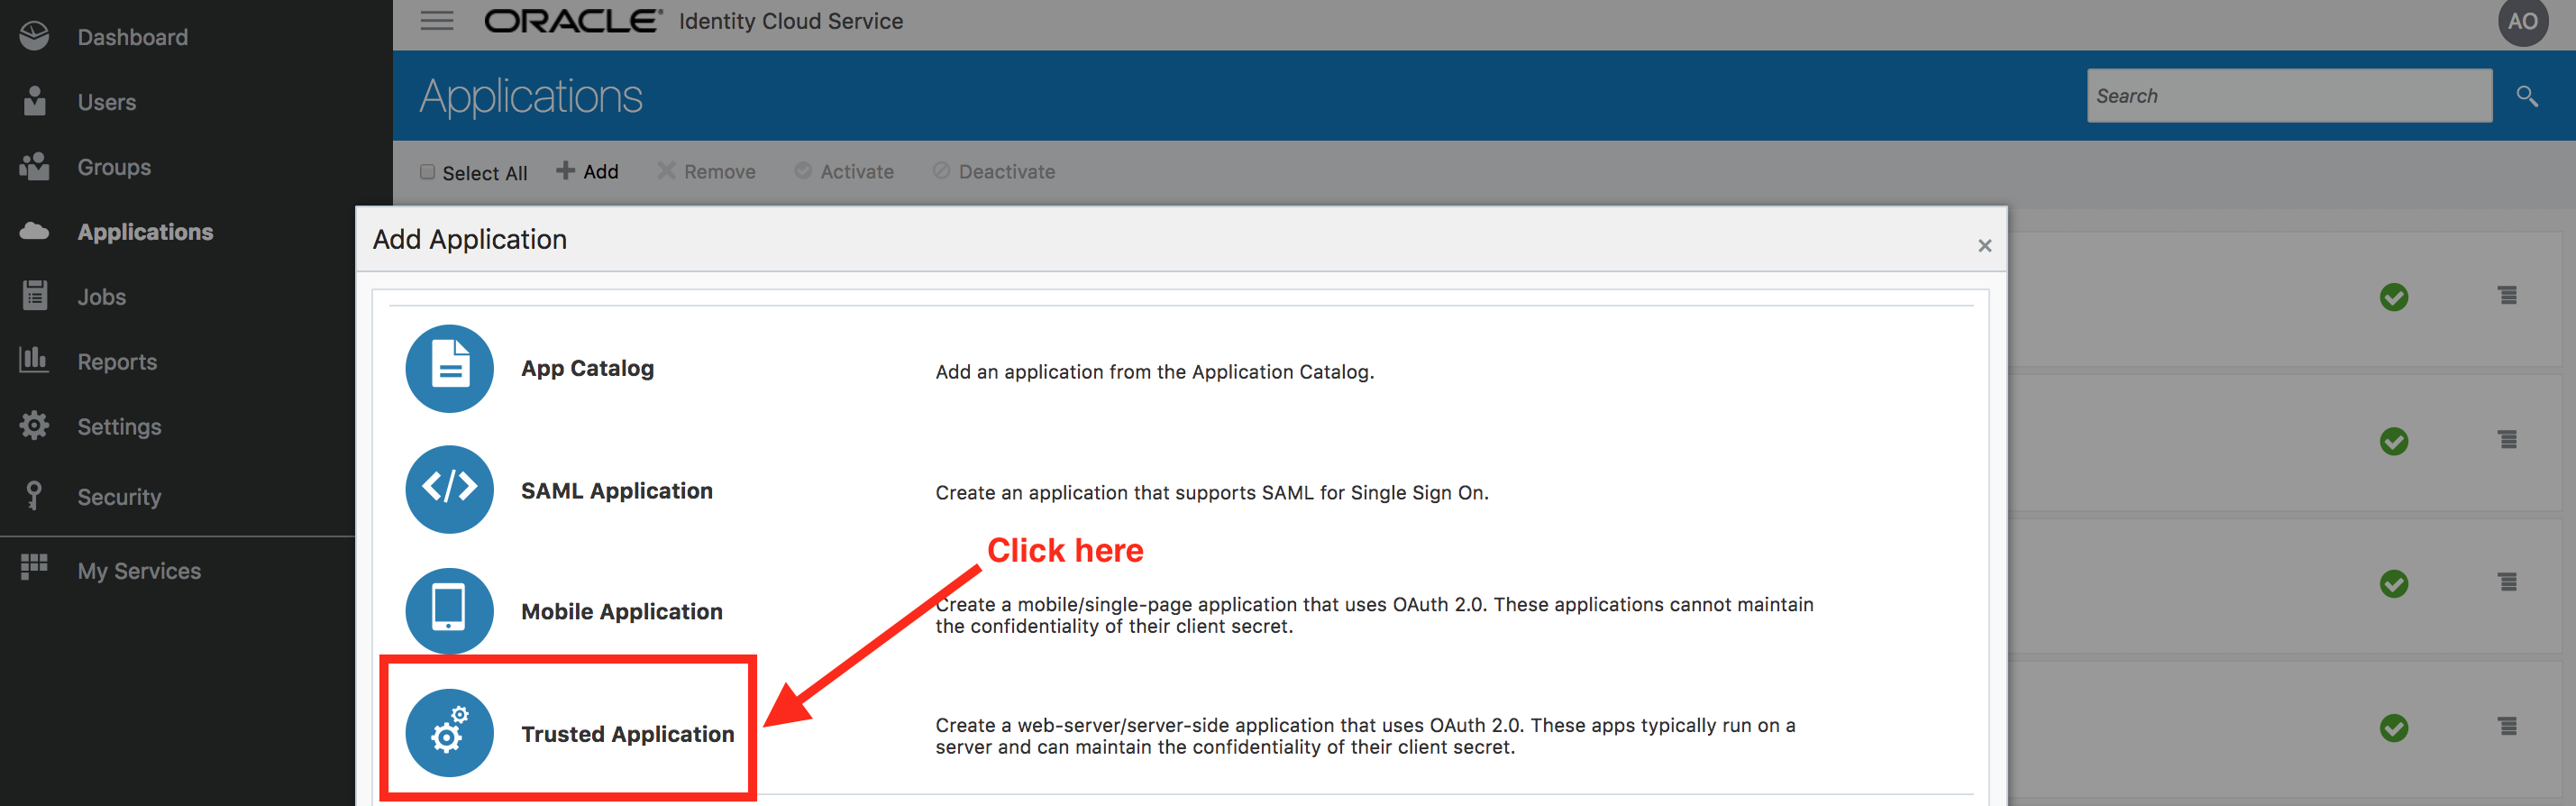 Dashboard
Users
Groups
Applications
Jobs
Reports
Settings
Security
My Services
ORACLE® Identity Cloud Service
AO
Applications
Search
Select All Add Remove Activate Deactivate
Add Application
App Catalog
Add an application from the Application Catalog.
SAML Application
Create an application that supports SAML for Single Sign On.
Click here
Mobile Application
Create a mobile/single-page application that uses OAuth 2.0. These applications cannot maintain
the confidentiality of their client secret.
Trusted Application
Create a web-server/server-side application that uses OAuth 2.0. These apps typically run on a
server and can maintain the confidentiality of their client secret.